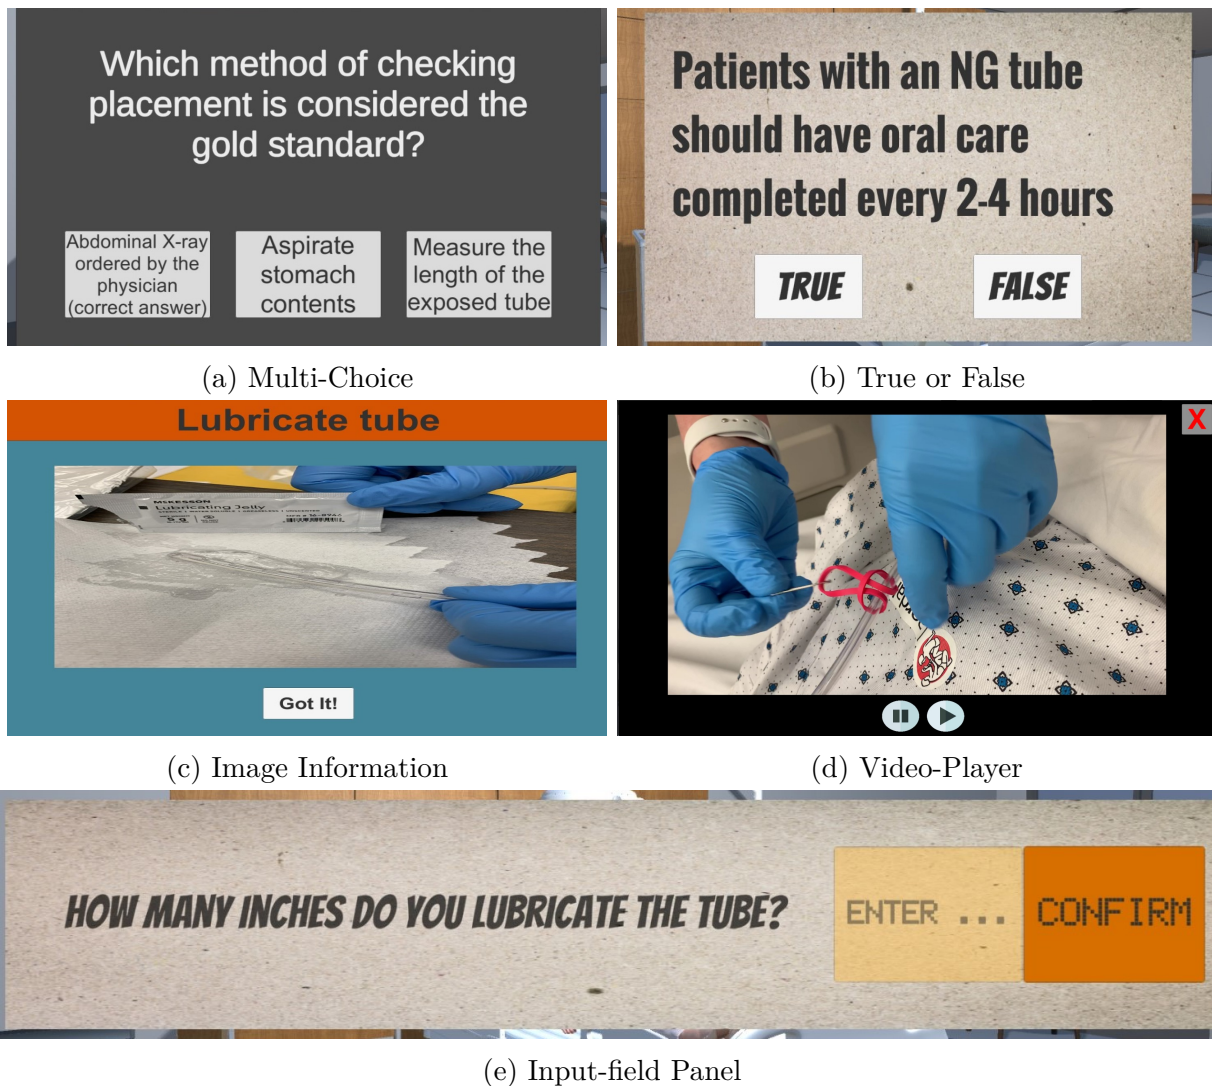 Which method of checking
placement is considered the
gold standard?
Abdominal X-ray
ordered by the
physician
(correct answer)
Aspirate
stomach
contents
Measure the
length of the
exposed tube
(a) Multi-Choice
Patients with an NG tube
should have oral care
completed every 2-4 hours
TRUE
FALSE
(b) True or False
Lubricate tube
McKESSON
Lubricating Jelly
5 g
Got It!
(c) Image Information
X
(d) Video-Player
HOW MANY INCHES DO YOU LUBRICATE THE TUBE?
ENTER ...
CONFIRM
(e) Input-field Panel